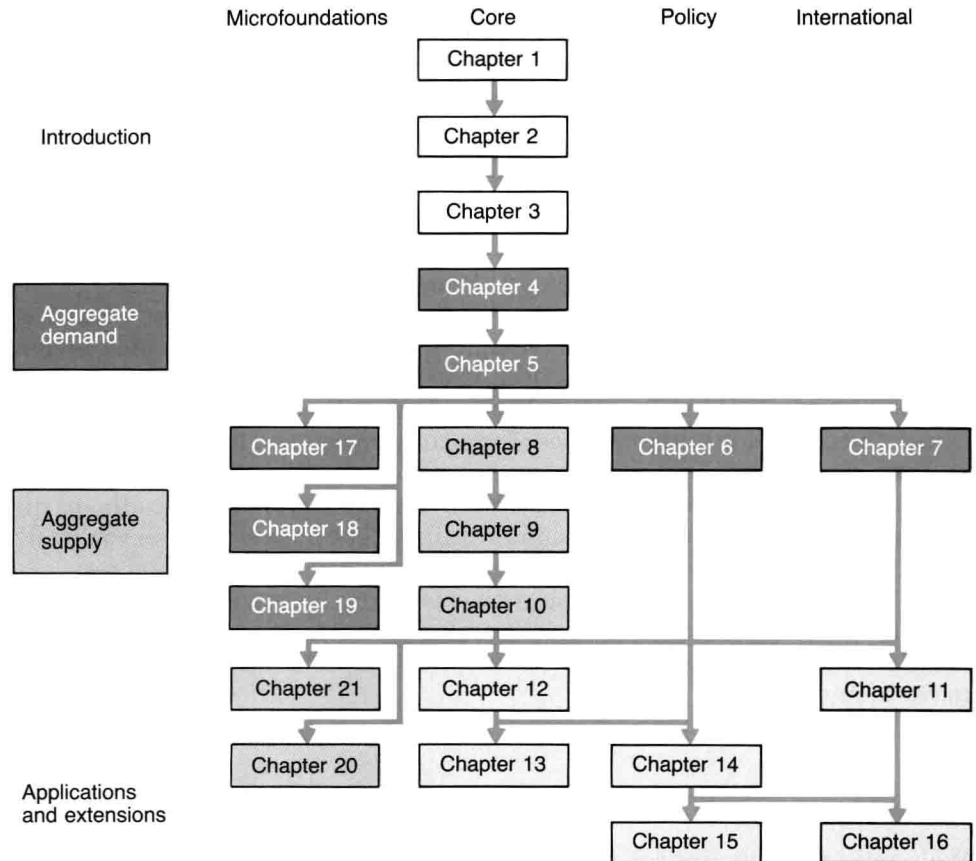 Microfoundations Core Policy International
Chapter 1
Introduction
Chapter 2
Chapter 3
Aggregate
demand
Chapter 4
Chapter 5
Chapter 17 Chapter 8 Chapter 6 Chapter 7
Aggregate
supply
Chapter 18 Chapter 9
Chapter 19 Chapter 10
Chapter 21 Chapter 12 Chapter 11
Chapter 20 Chapter 13 Chapter 14
Applications
and extensions
Chapter 15 Chapter 16